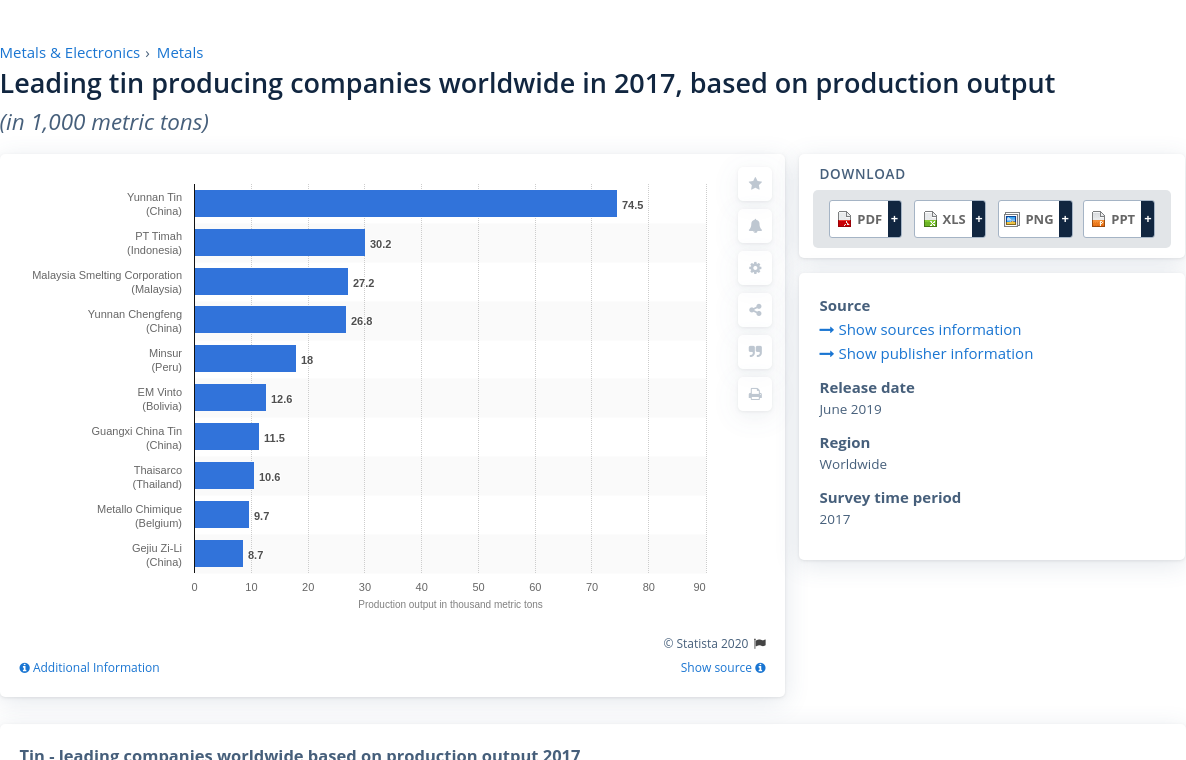 Metals & Electronics › Metals
Leading tin producing companies worldwide in 2017, based on production output
(in 1,000 metric tons)
Yunnan Tin
(China)
74.5
PT Timah
(Indonesia)
30.2
Malaysia Smelting Corporation
(Malaysia)
27.2
Yunnan Chengfeng
(China)
26.8
Minsur
(Peru)
18
EM Vinto
(Bolivia)
12.6
Guangxi China Tin
(China)
11.5
Thaisarco
(Thailand)
10.6
Metallo Chimique
(Belgium)
9.7
Gejiu Zi-Li
(China)
8.7
0 10 20 30 40 50 60 70 80 90
Production output in thousand metric tons
© Statista 2020
Additional Information
Show source
DOWNLOAD
PDF + XLS + PNG + PPT +
Source
Show sources information
Show publisher information
Release date
June 2019
Region
Worldwide
Survey time period
2017
Tin - leading companies worldwide based on production output 2017